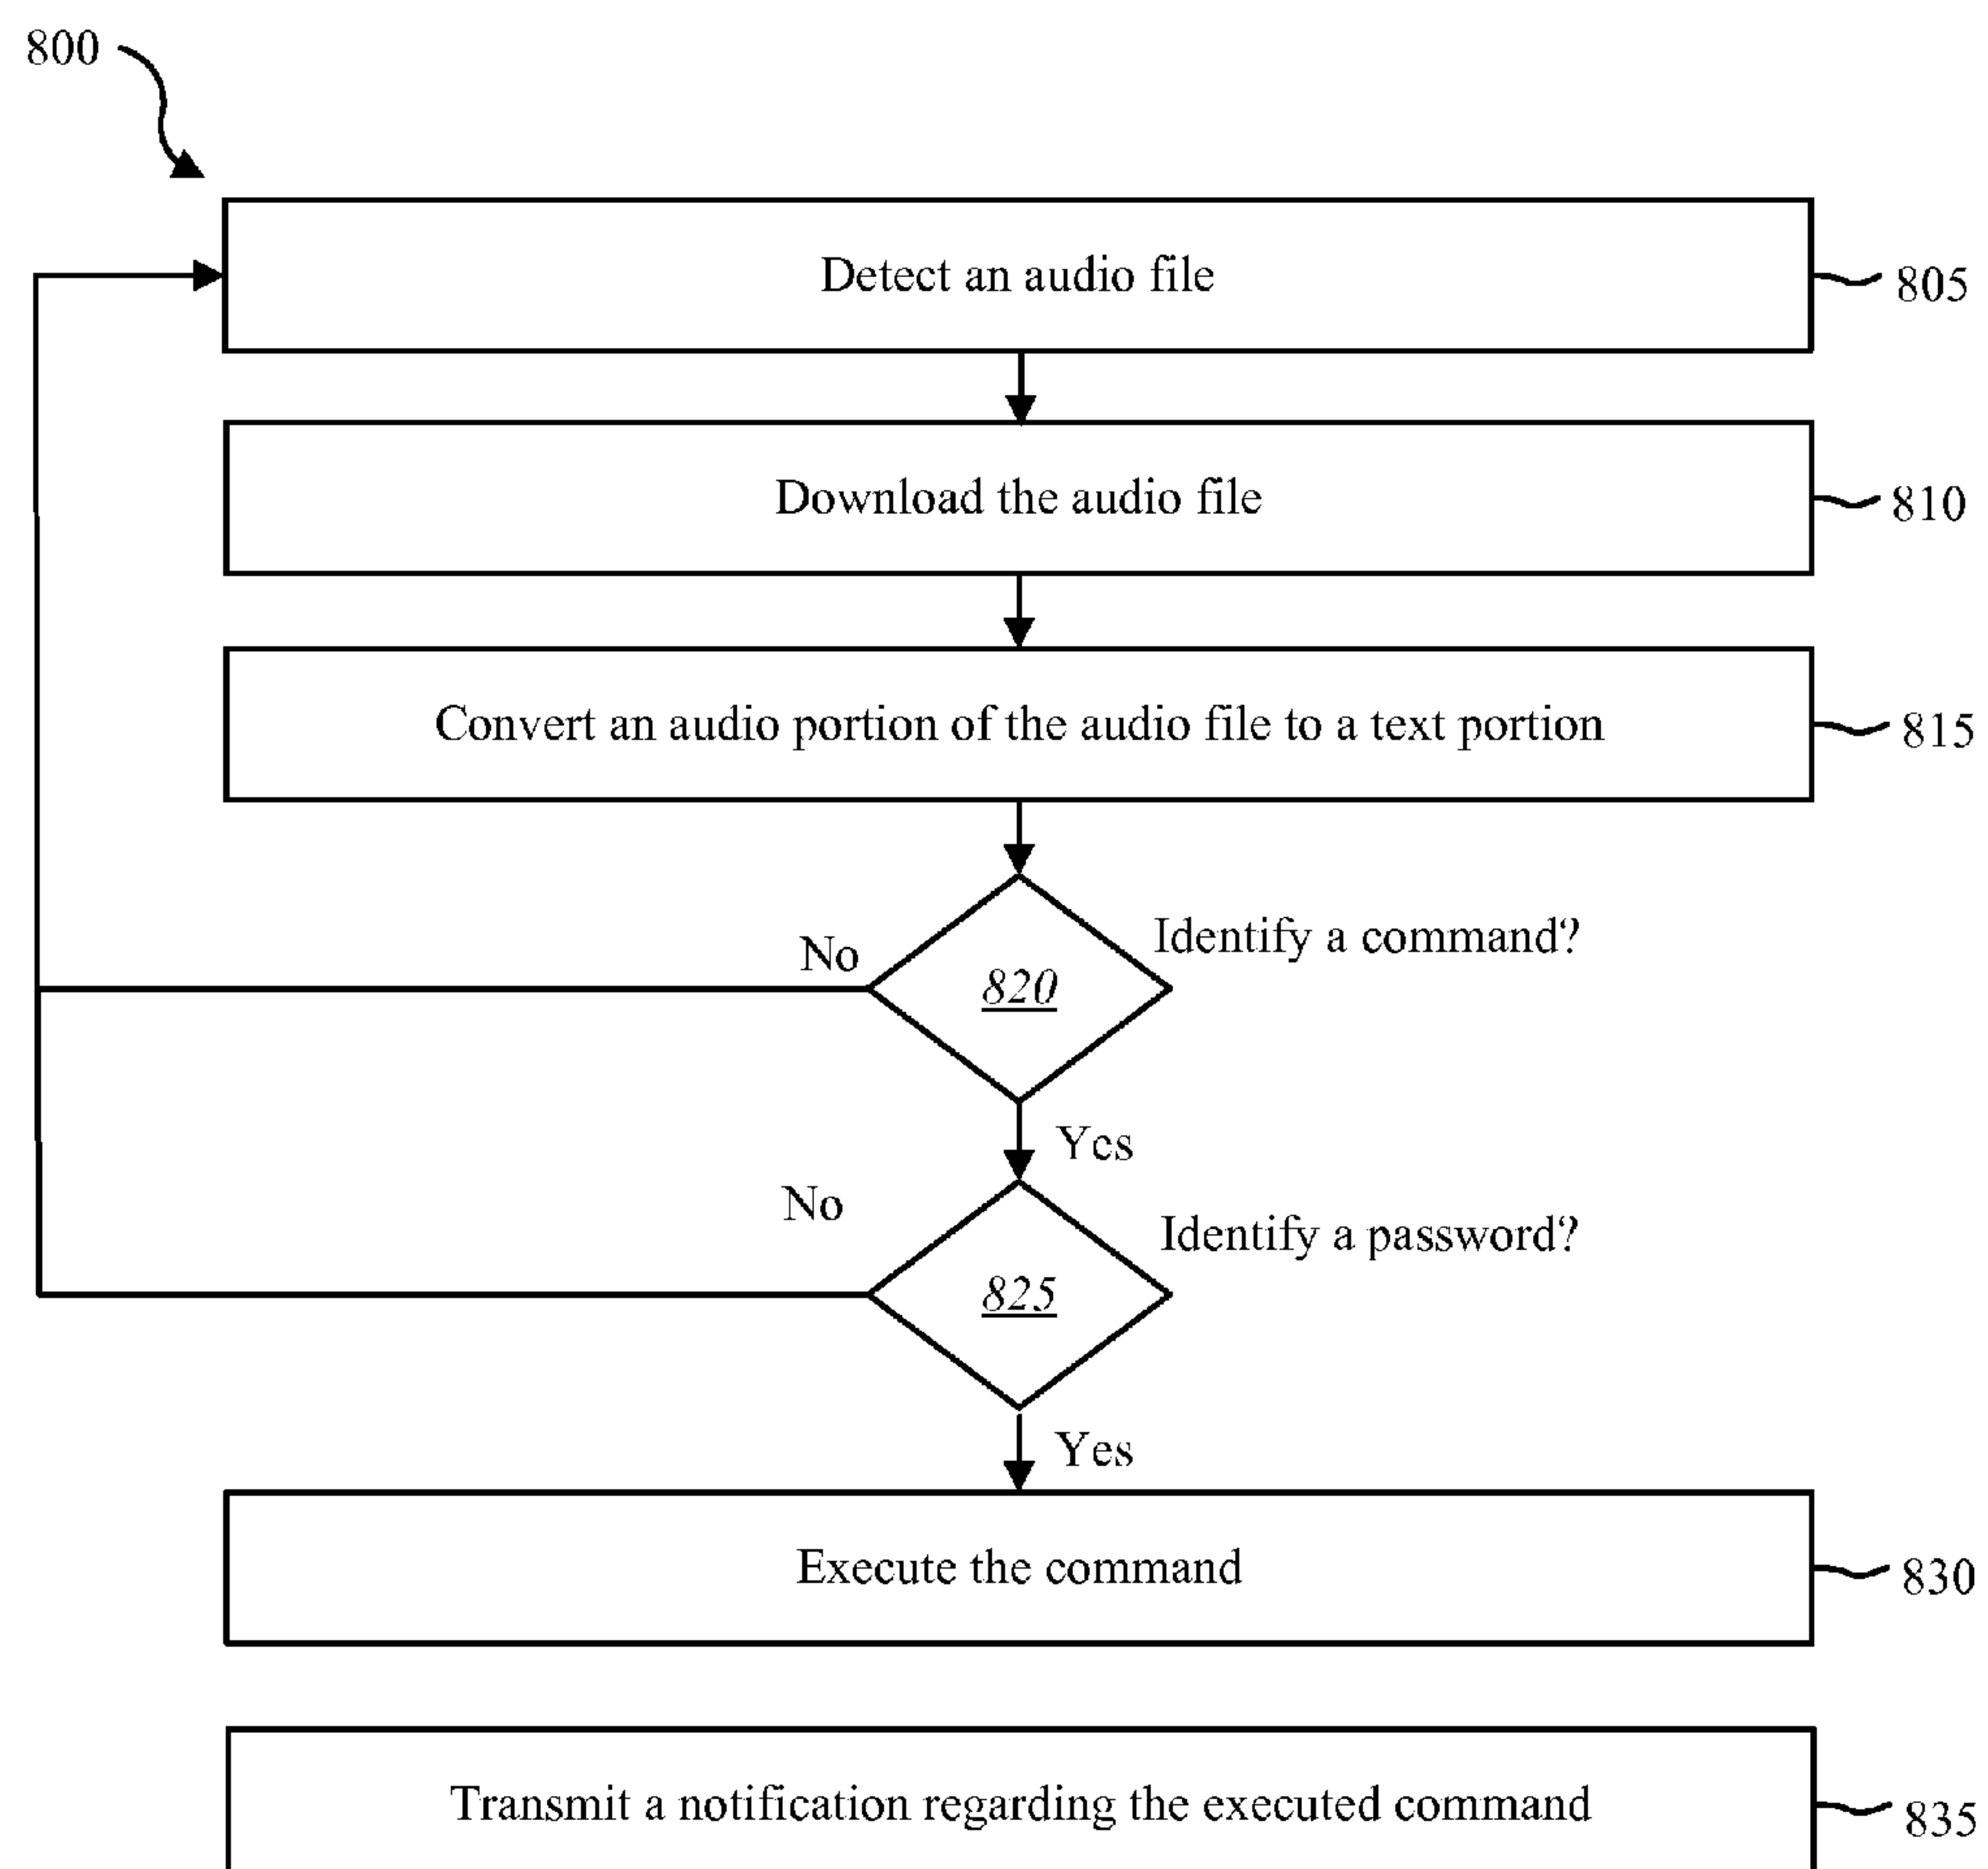 800
Detect an audio file
805
Download the audio file
810
Convert an audio portion of the audio file to a text portion
815
Identify a command?
No
820
Yes
No
Identify a password?
825
Yes
Execute the command
830
Transmit a notification regarding the executed command
835